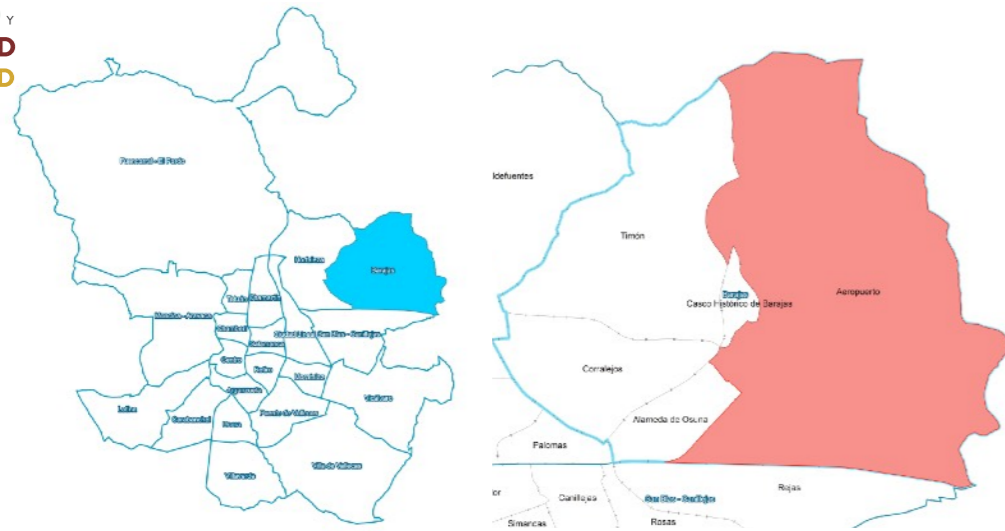 Y
D
D
Fuencarral - El Pardo
Hortaleza
Barajas
Tetuán
Chamartín
Moncloa - Aravaca
Chamberí
Ciudad Lineal
San Blas - Canillejas
Salamanca
Centro
Retiro
Moratalaz
Vicálvaro
Arganzuela
Latina
Carabanchel
Usera
Puente de Vallecas
Villaverde
Villa de Vallecas
ldefuentes
Timón
Barajas
Casco Histórico de Barajas
Aeropuerto
Corralejos
Alameda de Osuna
Palomas
or
Canillejas
San Blas - Canillejas
Rejas
Simancas
Rosas